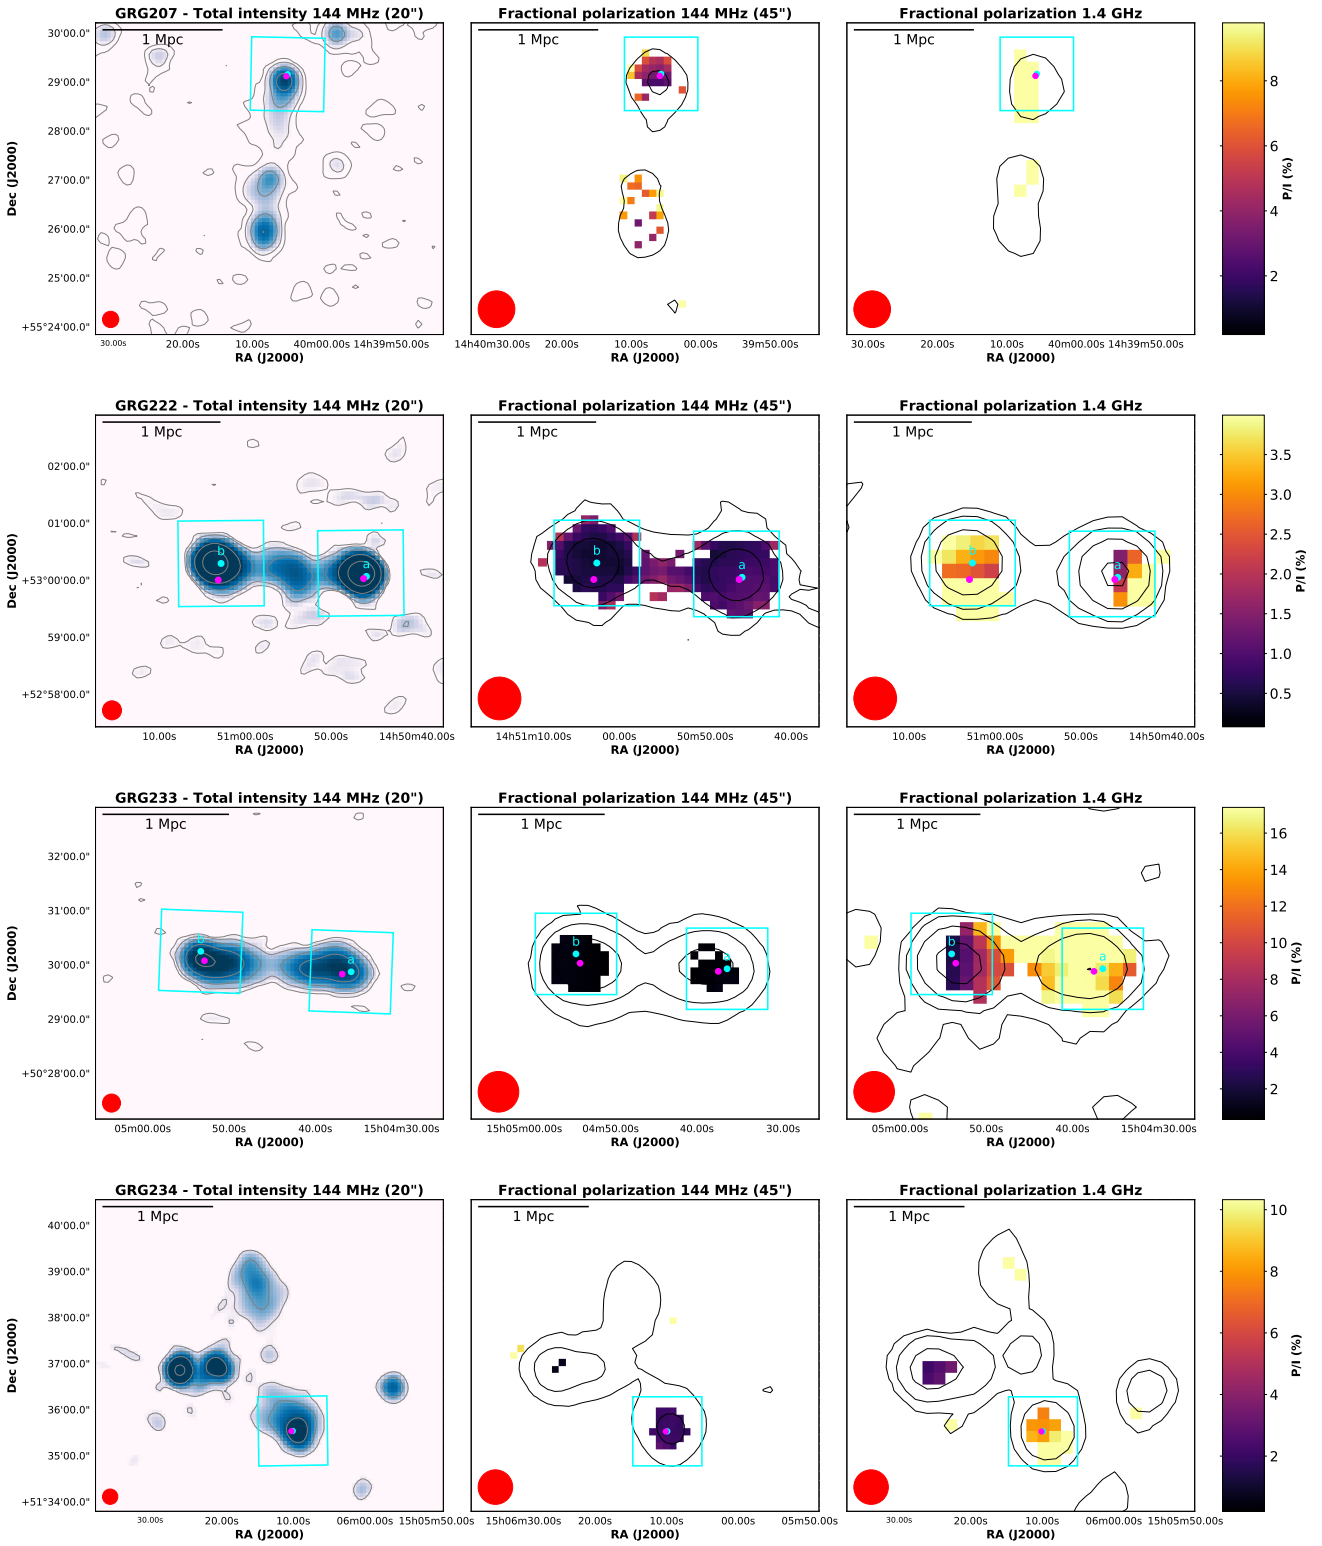 GRG207 - Total intensity 144 MHz (20")
Fractional polarization 144 MHz (45")
Fractional polarization 1.4 GHz
1 Mpc
1 Mpc
1 Mpc
30'00.0"
29'00.0"
28'00.0"
27'00.0"
26'00.0"
25'00.0"
+55°24'00.0"
Dec (J2000)
8
6
4
2
P/I (%)
30.00s 20.00s 10.00s 40m00.00s 14h39m50.00s
14h40m30.00s 20.00s 10.00s 00.00s 39m50.00s
30.00s 20.00s 10.00s 40m00.00s 14h39m50.00s
RA (J2000)
RA (J2000)
RA (J2000)
GRG222 - Total intensity 144 MHz (20")
Fractional polarization 144 MHz (45")
Fractional polarization 1.4 GHz
1 Mpc
1 Mpc
1 Mpc
02'00.0"
01'00.0"
+53°00'00.0"
59'00.0"
+52°58'00.0"
Dec (J2000)
b
a
b
a
b
a
3.5
3.0
2.5
2.0
1.5
1.0
0.5
P/I (%)
10.00s 51m00.00s 50.00s 14h50m40.00s
14h51m10.00s 00.00s 50m50.00s 40.00s
10.00s 51m00.00s 50.00s 14h50m40.00s
RA (J2000)
RA (J2000)
RA (J2000)
GRG233 - Total intensity 144 MHz (20")
Fractional polarization 144 MHz (45")
Fractional polarization 1.4 GHz
1 Mpc
1 Mpc
1 Mpc
32'00.0"
31'00.0"
30'00.0"
29'00.0"
+50°28'00.0"
Dec (J2000)
b
a
b
a
b
a
16
14
12
10
8
6
4
2
P/I (%)
05m00.00s 50.00s 40.00s 15h04m30.00s
15h05m00.00s 04m50.00s 40.00s 30.00s
05m00.00s 50.00s 40.00s 15h04m30.00s
RA (J2000)
RA (J2000)
RA (J2000)
GRG234 - Total intensity 144 MHz (20")
Fractional polarization 144 MHz (45")
Fractional polarization 1.4 GHz
1 Mpc
1 Mpc
1 Mpc
40'00.0"
39'00.0"
38'00.0"
37'00.0"
36'00.0"
35'00.0"
+51°34'00.0"
Dec (J2000)
10
8
6
4
2
P/I (%)
30.00s 20.00s 10.00s 06m00.00s 15h05m50.00s
15h06m30.00s 20.00s 10.00s 00.00s 05m50.00s
30.00s 20.00s 10.00s 06m00.00s 15h05m50.00s
RA (J2000)
RA (J2000)
RA (J2000)